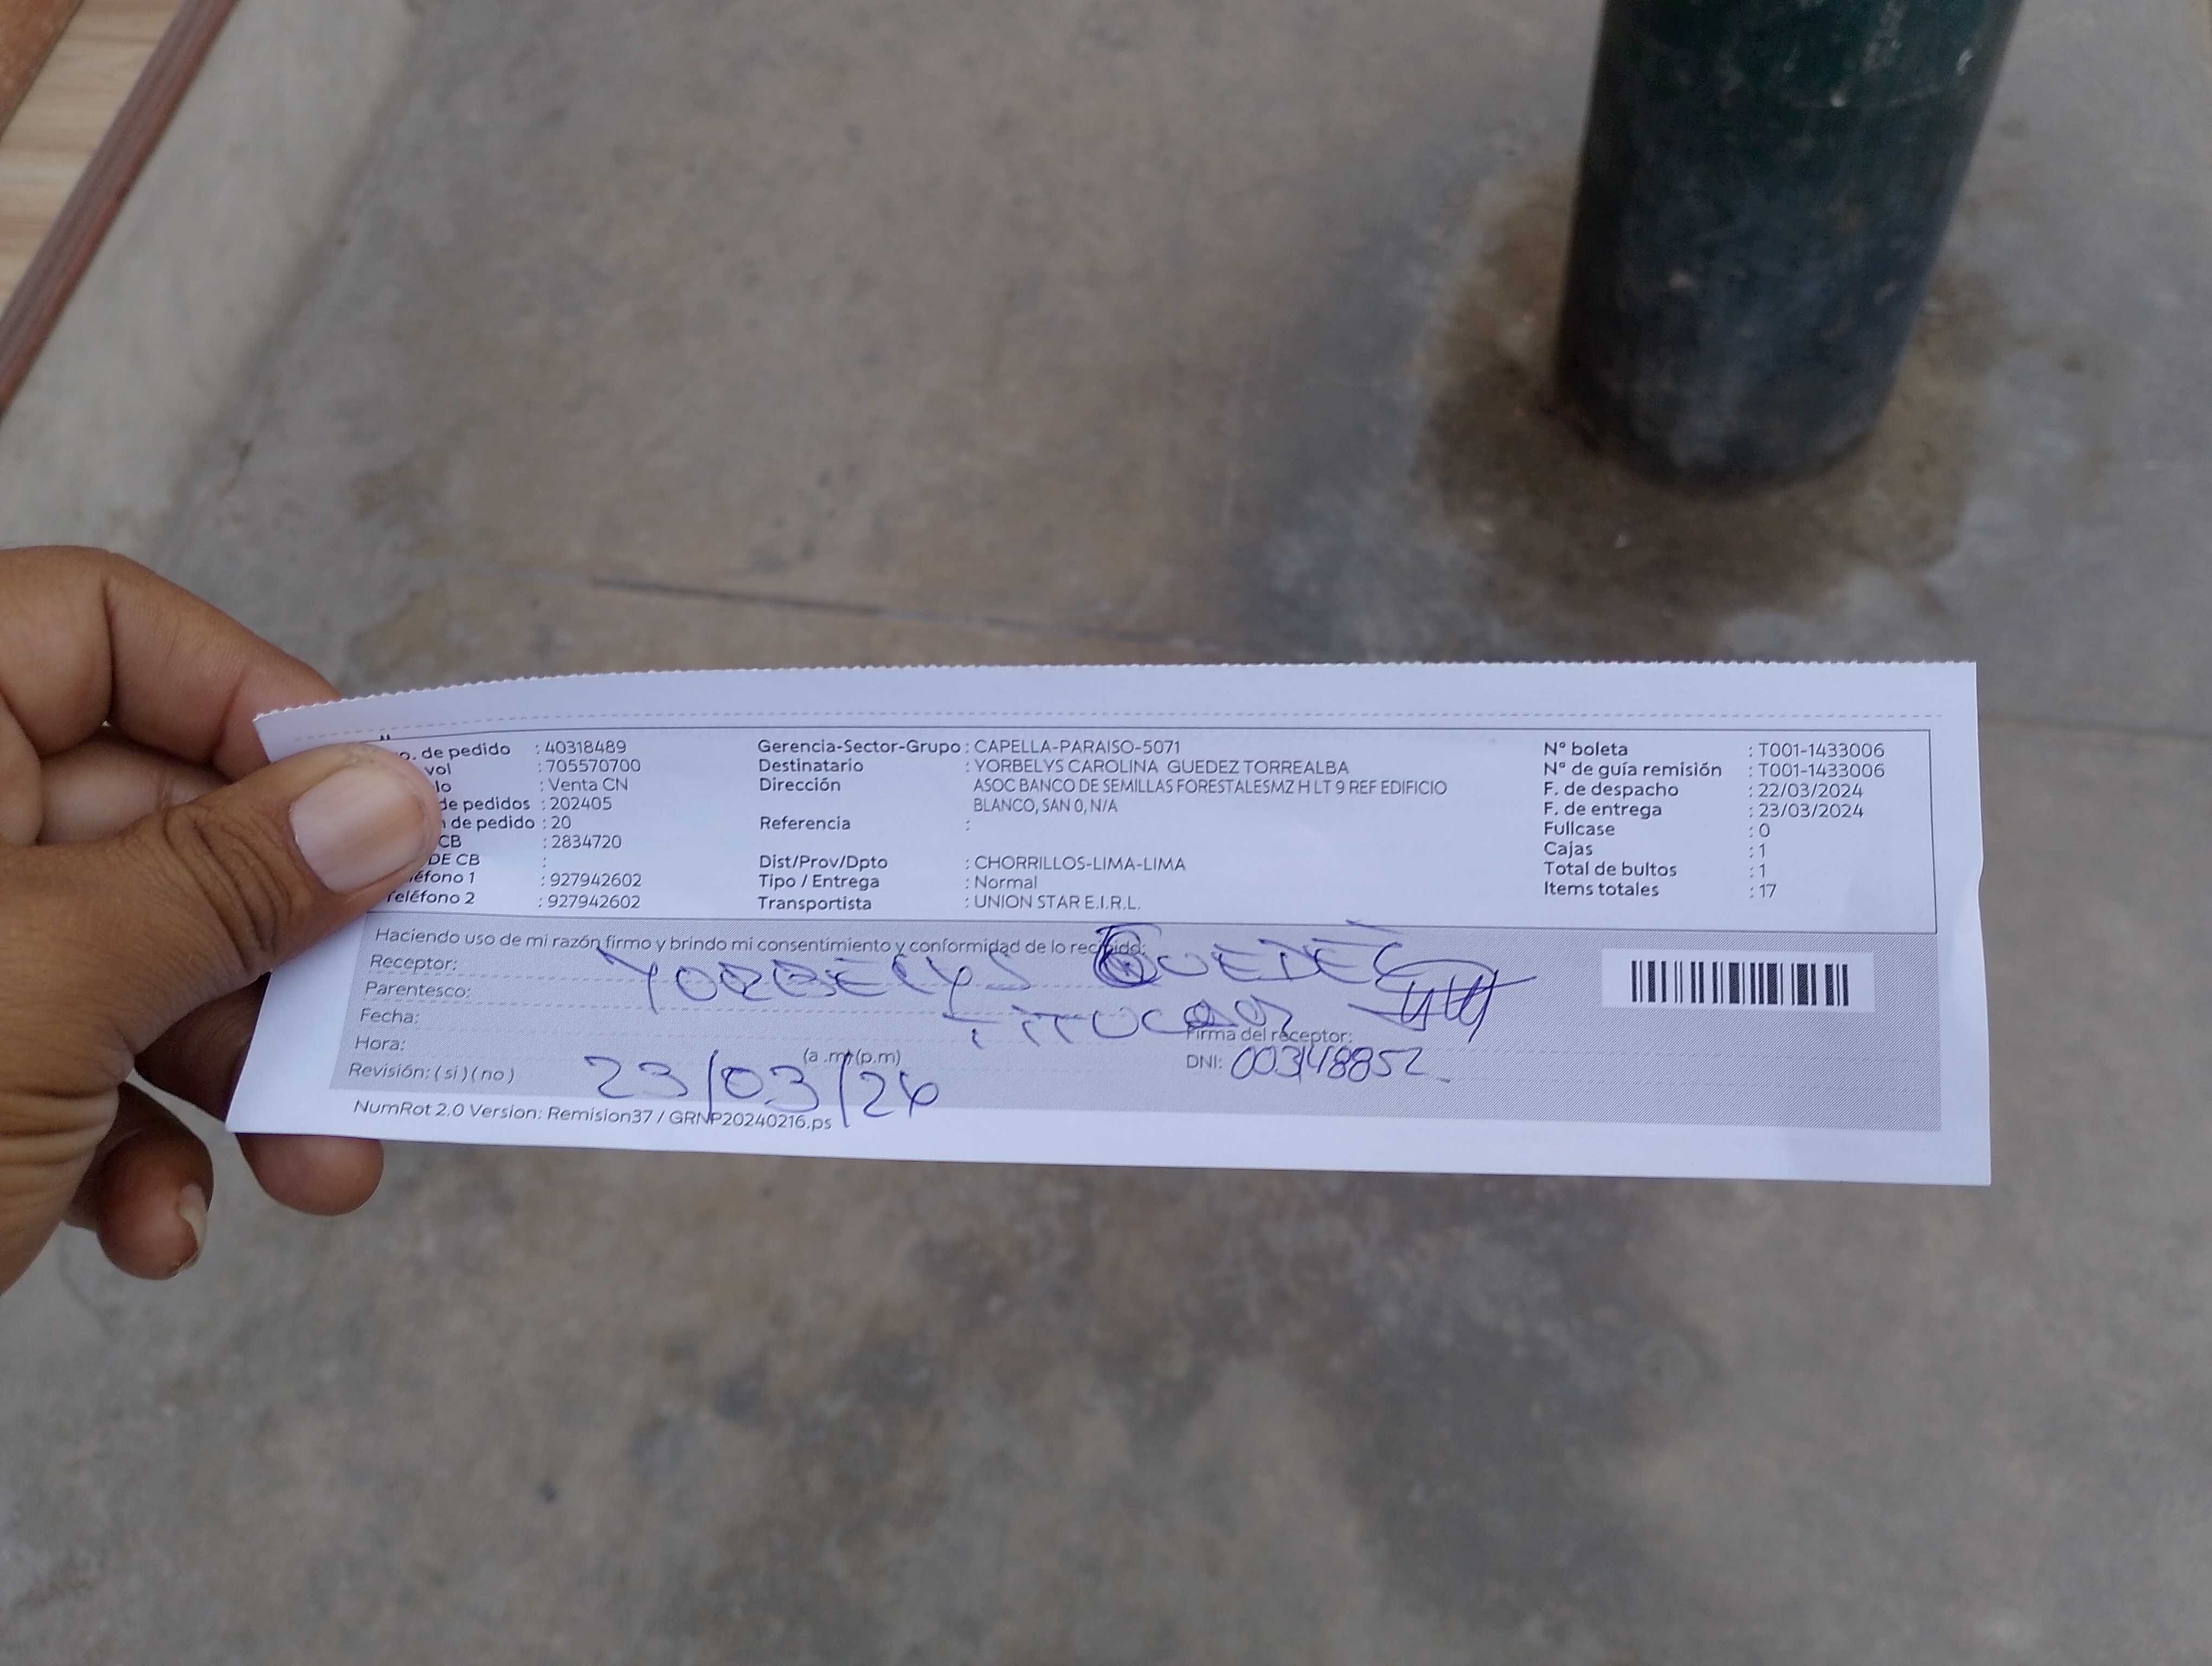 o. de pedido : 40318489
vol : 705570700
lo : Venta CN
de pedidos : 202405
n de pedido : 20
CB : 2834720
DE CB :
léfono 1 : 927942602
Teléfono 2 : 927942602
Gerencia-Sector-Grupo : CAPELLA-PARAISO-5071
Destinatario : YORBELYS CAROLINA GUEDEZ TORREALBA
Dirección : ASOC BANCO DE SEMILLAS FORESTALESMZ H LT 9 REF EDIFICIO
BLANCO, SAN 0, N/A
Referencia :
Dist/Prov/Dpto : CHORRILLOS-LIMA-LIMA
Tipo / Entrega : Normal
Transportista : UNION STAR E.I.R.L.
N° boleta : T001-1433006
N° de guía remisión : T001-1433006
F. de despacho : 22/03/2024
F. de entrega : 23/03/2024
Fullcase : 0
Cajas : 1
Total de bultos : 1
Items totales : 17
Haciendo uso de mi razón firmo y brindo mi consentimiento y conformidad de lo recibido:
Receptor: YORBELYS GUEDEZ
Parentesco: TITULAR
Fecha:
Firma del receptor:
Hora: (a .m) (p.m)
DNI: 003148852
Revisión: ( si ) ( no ) 23/03/24
NumRot 2.0 Version: Remision37 / GRNP20240216.ps